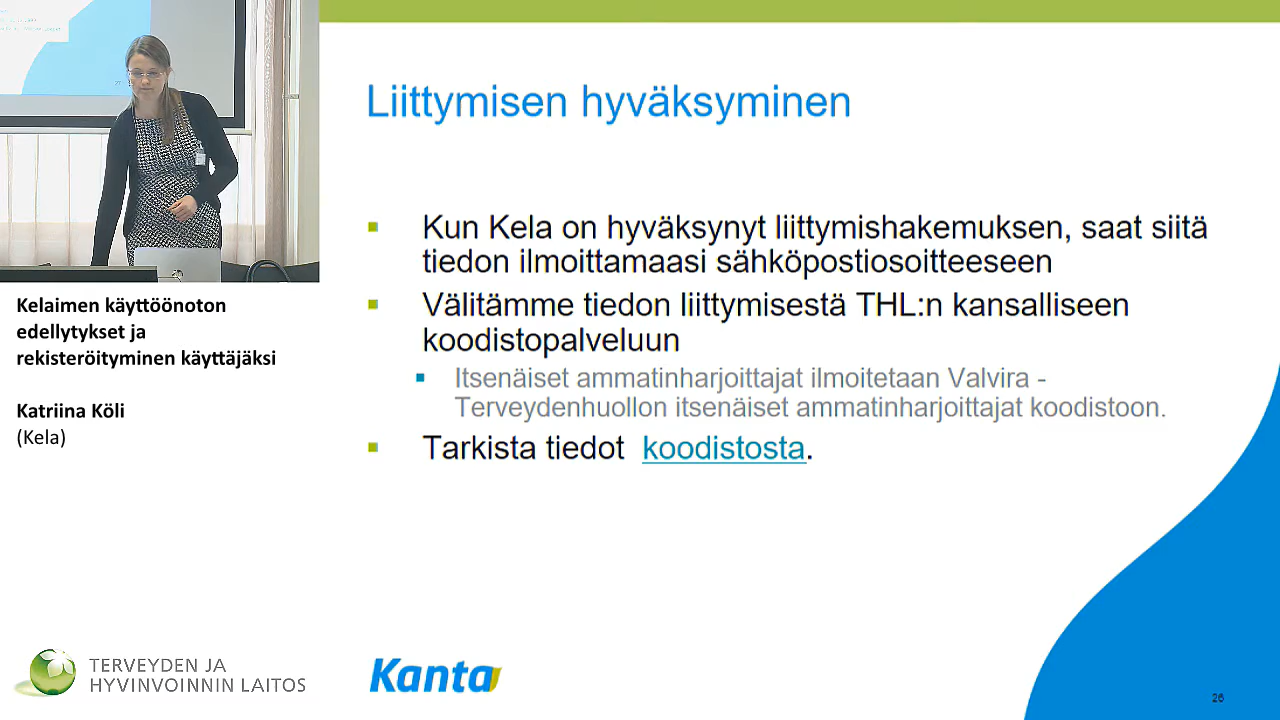 Kelaimen käyttöönoton
edellytykset ja
rekisteröityminen käyttäjäksi
Katriina Köli
(Kela)
TERVEYDEN JA
HYVINVOINNIN LAITOS
Liittymisen hyväksyminen
Kun Kela on hyväksynyt liittymishakemuksen, saat siitä
tiedon ilmoittamaasi sähköpostiosoitteeseen
Välitämme tiedon liittymisestä THL:n kansalliseen
koodistopalveluun
Itsenäiset ammatinharjoittajat ilmoitetaan Valvira -
Terveydenhuollon itsenäiset ammatinharjoittajat koodistoon.
Tarkista tiedot koodistosta.
Kanta
26